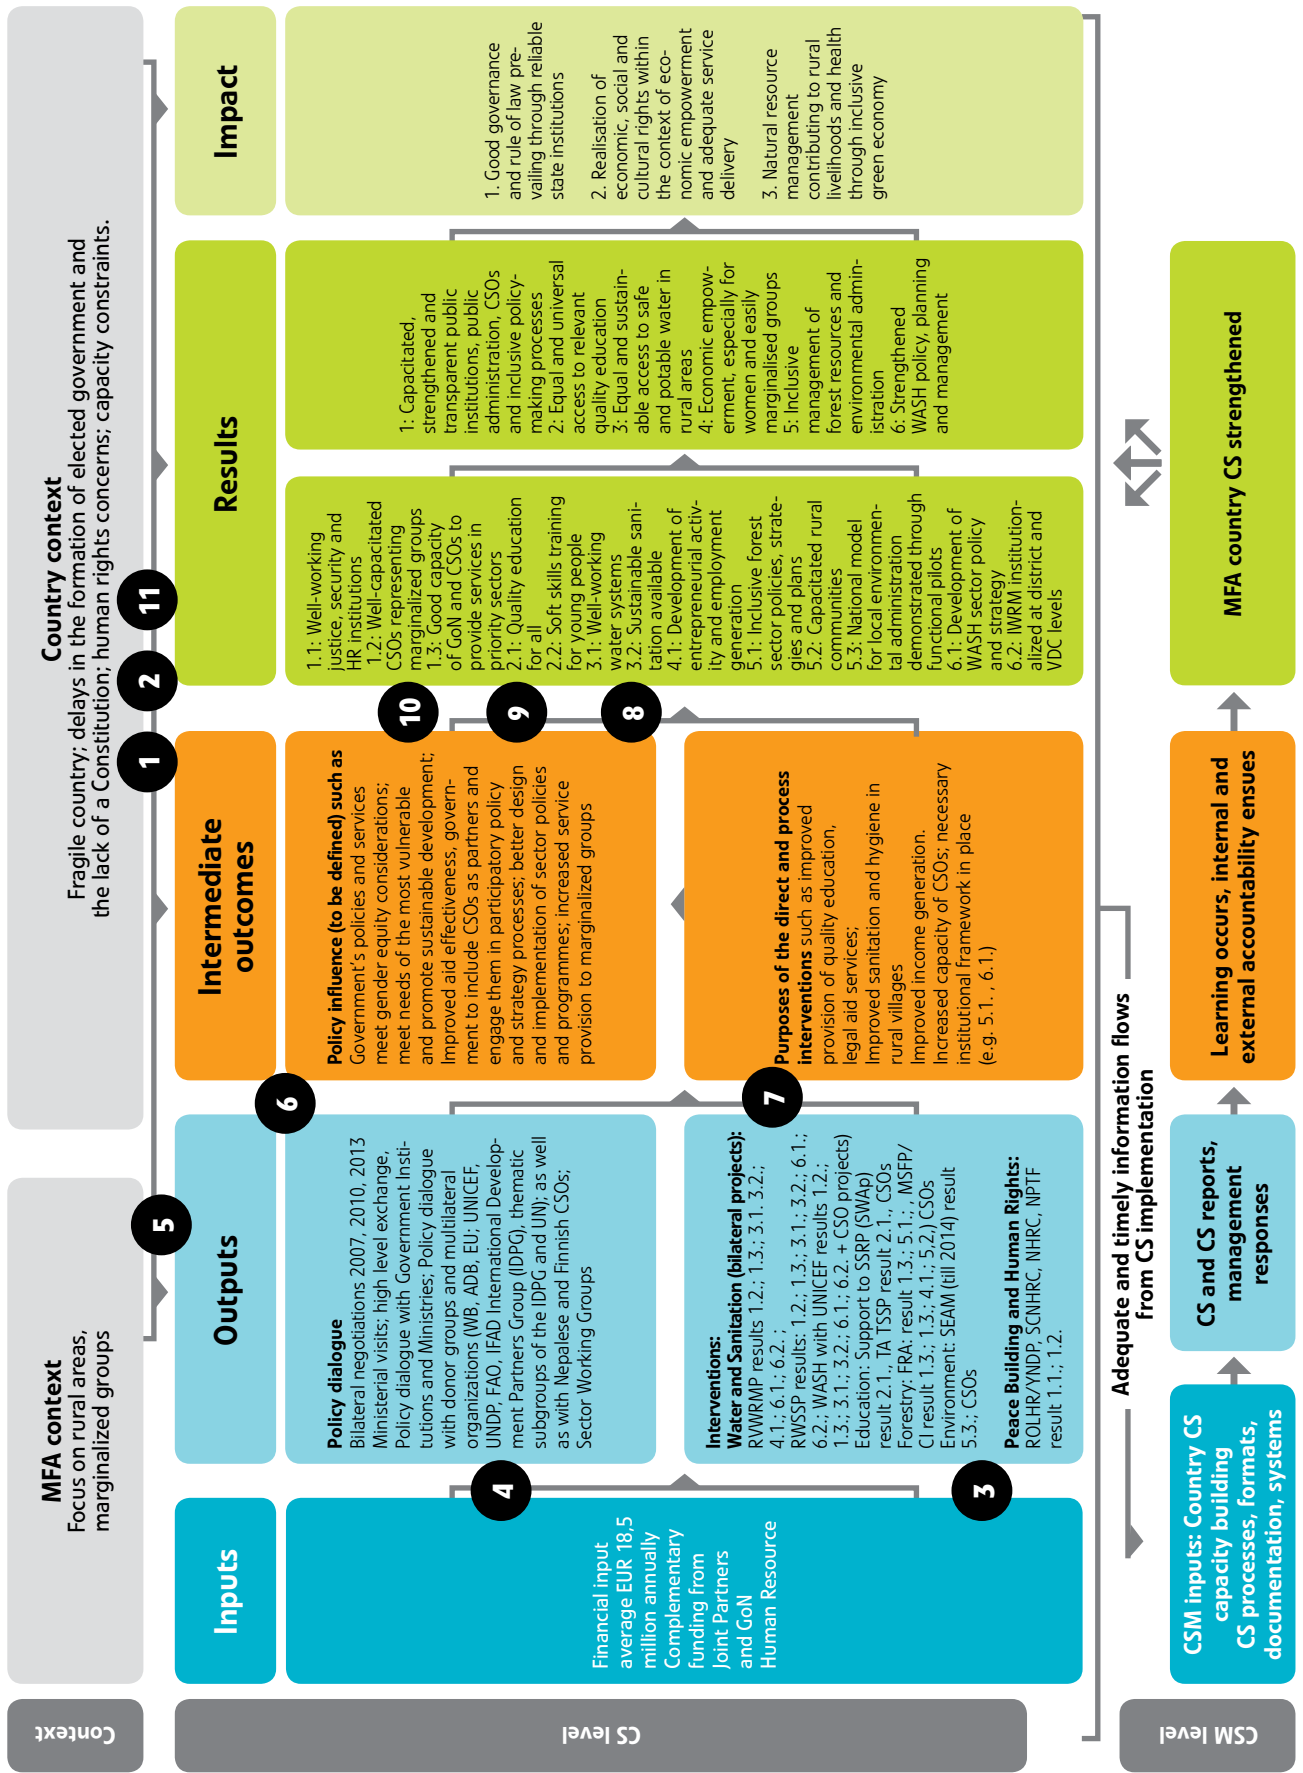 Context
MFA context
Focus on rural areas,
marginalized groups
Country context
Fragile country; delays in the formation of elected government and
the lack of a Constitution; human rights concerns; capacity constraints.
5
1
2
11
CS level
Inputs
Financial input
average EUR 18,5
million annually
Complementary
funding from
Joint Partners
and GoN
Human Resource
4
3
Outputs
Policy dialogue
Bilateral negotiations 2007, 2010, 2013
Ministerial visits; high level exchange,
Policy dialogue with Government Insti-
tutions and Ministries; Policy dialogue
with donor groups and multilateral
organizations (WB, ADB, EU; UNICEF,
UNDP, FAO, IFAD International Develop-
ment Partners Group (IDPG), thematic
subgroups of the IDPG and UN); as well
as with Nepalese and Finnish CSOs;
Sector Working Groups
Interventions:
Water and Sanitation (bilateral projects):
RVWRMP results 1.2.; 1.3.; 3.1. 3.2.;
4.1.; 6.1.; 6.2. ;
RWSSP results: 1.2.; 1.3.; 3.1.; 3.2.; 6.1.;
6.2.; WASH with UNICEF results 1.2.;
1.3.; 3.1.; 3.2.; 6.1.; 6.2. + CSO projects)
Education: Support to SSRP (SWAp)
result 2.1., TA TSSP result 2.1., CSOs
Forestry: FRA: result 1.3.; 5.1.; , MSFP/
CI result 1.3.; 1.3.; 4.1.; 5,2,) CSOs
Environment: SEAM (till 2014) result
5.3.; CSOs
Peace Building and Human Rights:
ROLHR/YNDP, SCNHRC, NHRC, NPTF
result 1.1.; 1.2.
6
7
Intermediate
outcomes
Policy influence (to be defined) such as
Government's policies and services
meet gender equity considerations;
meet needs of the most vulnerable
and promote sustainable development;
Improved aid effectiveness, govern-
ment to include CSOs as partners and
engage them in participatory policy
and strategy processes; better design
and implementation of sector policies
and programmes; increased service
provision to marginalized groups
Purposes of the direct and process
interventions such as improved
provision of quality education,
legal aid services;
Improved sanitation and hygiene in
rural villages
Improved income generation.
Increased capacity of CSOs; necessary
institutional framework in place
(e.g. 5.1. , 6.1.)
10
9
8
Results
1.1: Well-working
justice, security and
HR institutions
1.2: Well-capacitated
CSOs representing
marginalized groups
1.3: Good capacity
of GoN and CSOs to
provide services in
priority sectors
2.1: Quality education
for all
2.2: Soft skills training
for young people
3.1: Well-working
water systems
3.2: Sustainable sani-
tation available
4.1: Development of
entrepreneurial activ-
ity and employment
generation
5.1: Inclusive forest
sector policies, strate-
gies and plans
5.2: Capacitated rural
communities
5.3: National model
for local environmen-
tal administration
demonstrated through
functional pilots
6.1: Development of
WASH sector policy
and strategy
6.2: IWRM institution-
alized at district and
VDC levels
1: Capacitated,
strengthened and
transparent public
institutions, public
administration, CSOs
and inclusive policy-
making processes
2: Equal and universal
access to relevant
quality education
3: Equal and sustain-
able access to safe
and potable water in
rural areas
4: Economic empow-
erment, especially for
women and easily
marginalised groups
5: Inclusive
management of
forest resources and
environmental admin-
istration
6: Strengthened
WASH policy, planning
and management
Impact
1. Good governance
and rule of law pre-
vailing through reliable
state institutions
2. Realisation of
economic, social and
cultural rights within
the context of eco-
nomic empowerment
and adequate service
delivery
3. Natural resource
management
contributing to rural
livelihoods and health
through inclusive
green economy
Adequate and timely information flows
from CS implementation
CSM level
CSM inputs: Country CS
capacity building
CS processes, formats,
documentation, systems
CS and CS reports,
management
responses
Learning occurs, internal and
external accountability ensues
MFA country CS strengthened